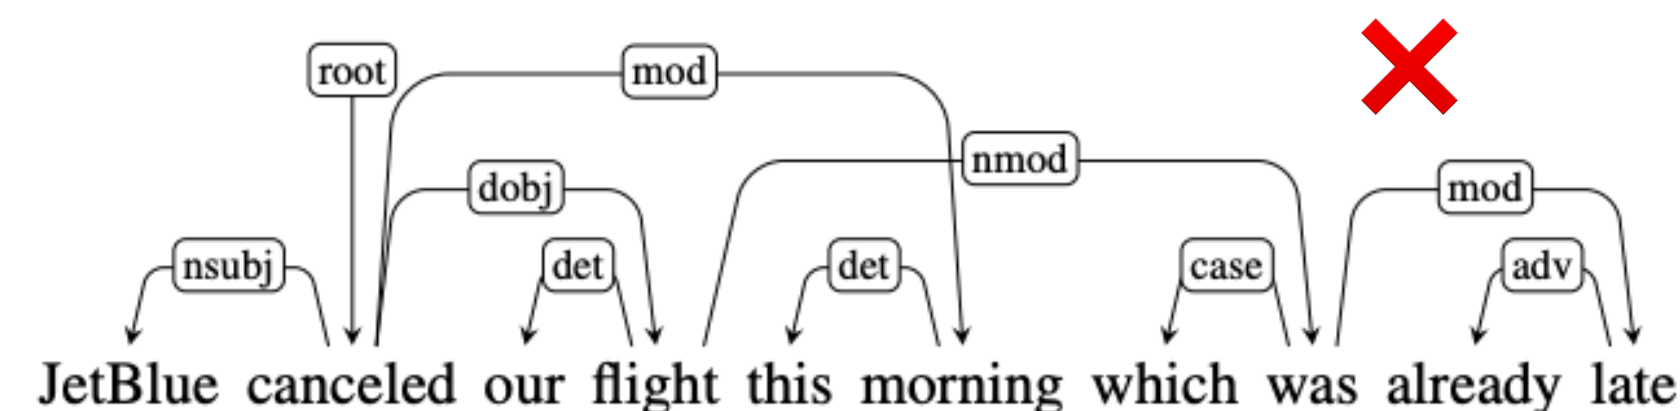 root mod
nmod
dobj mod
nsubj det det case adv
JetBlue canceled our flight this morning which was already late